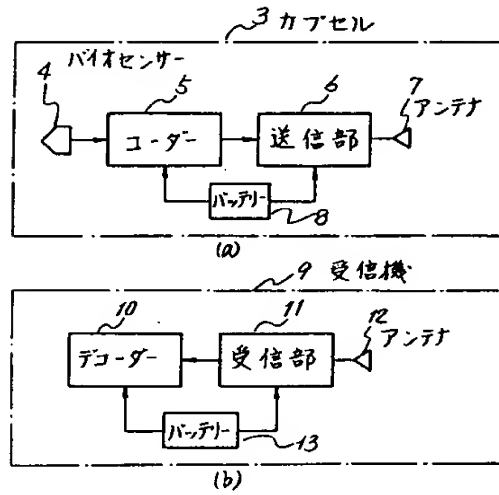 3 カプセル
バイオセンサー
4 5 6 7
アンテナ
コーダー 送信部
バッテリー
8
(a)
9 受信機
10 11 12
アンテナ
デコーダー 受信部
バッテリー
13
(b)